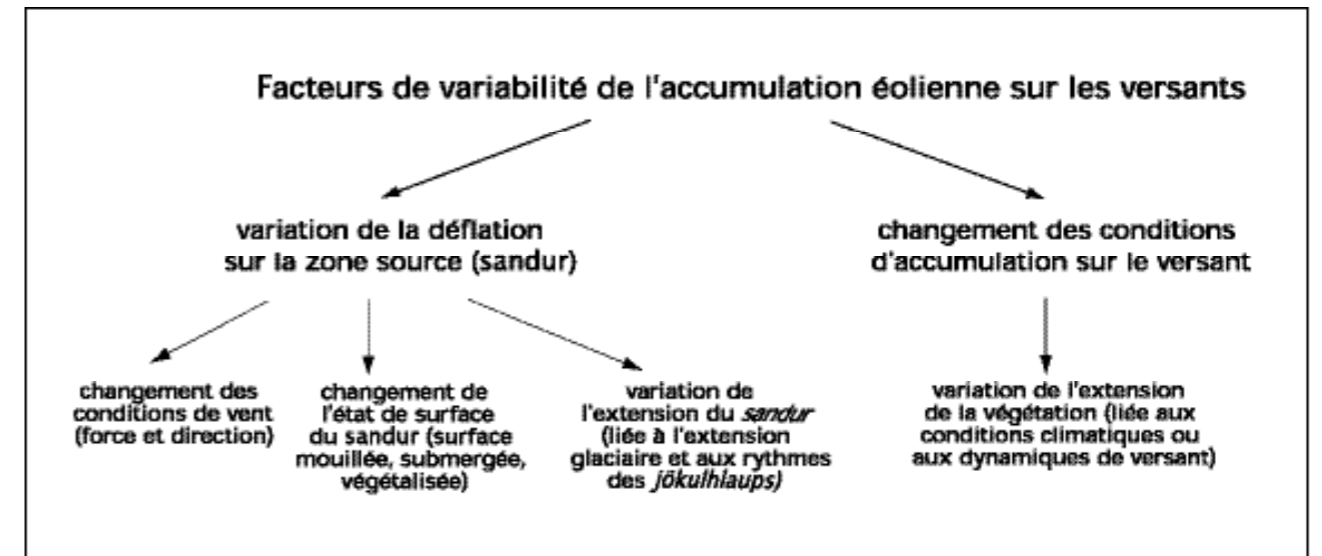 Facteurs de variabilité de l'accumulation éolienne sur les versants
variation de la déflation
sur la zone source (sandur)
changement des conditions
d'accumulation sur le versant
changement des
conditions de vent
(force et direction)
changement de
l'état de surface
du sandur (surface
mouillée, submergée,
végétalisée)
variation de
l'extension du sandur
(liée à l'extension
glaciaire et aux rythmes
des jökulhlaups)
variation de l'extension
de la végétation (liée aux
conditions climatiques ou
aux dynamiques de versant)